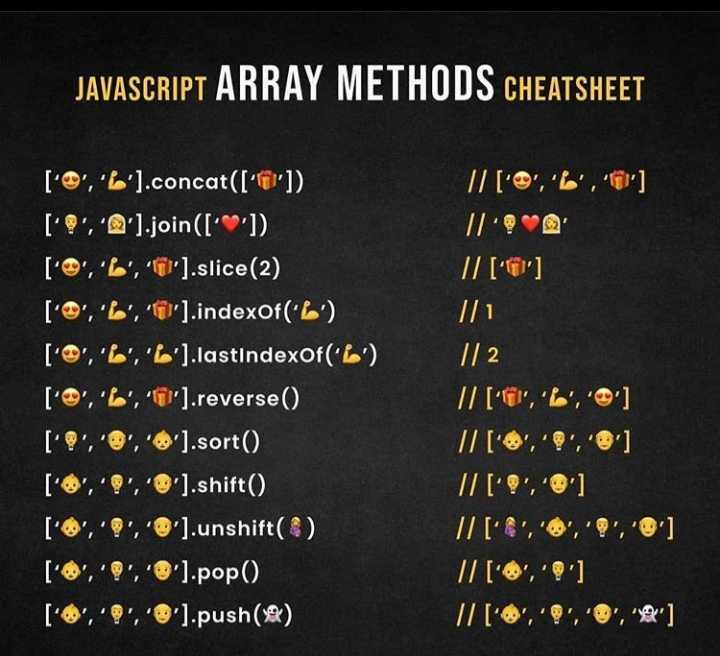 JAVASCRIPT ARRAY METHODS CHEATSHEET
['😍', '💪'].concat(['🎁']) // ['😍', '💪' , '🎁']
['👨‍🦲', '👰'].join(['❤️']) // '👨‍🦲❤️👰'
['😍', '💪', '🎁'].slice(2) // ['🎁']
['😍', '💪', '🎁'].indexOf('💪') // 1
['😍', '💪', '💪'].lastIndexOf('💪') // 2
['😍', '💪', '🎁'].reverse() // ['🎁', '💪', '😍']
['👨‍🦲', '👴', '👶'].sort() // ['👶', '👨‍🦲', '👴']
['👶', '👨‍🦲', '👴'].shift() // ['👨‍🦲', '👴']
['👶', '👨‍🦲', '👴'].unshift(🤰) // ['🤰', '👶', '👨‍🦲', '👴']
['👶', '👨‍🦲', '👴'].pop() // ['👶', '👨‍🦲']
['👶', '👨‍🦲', '👴'].push(👻) // ['👶', '👨‍🦲', '👴', '👻']